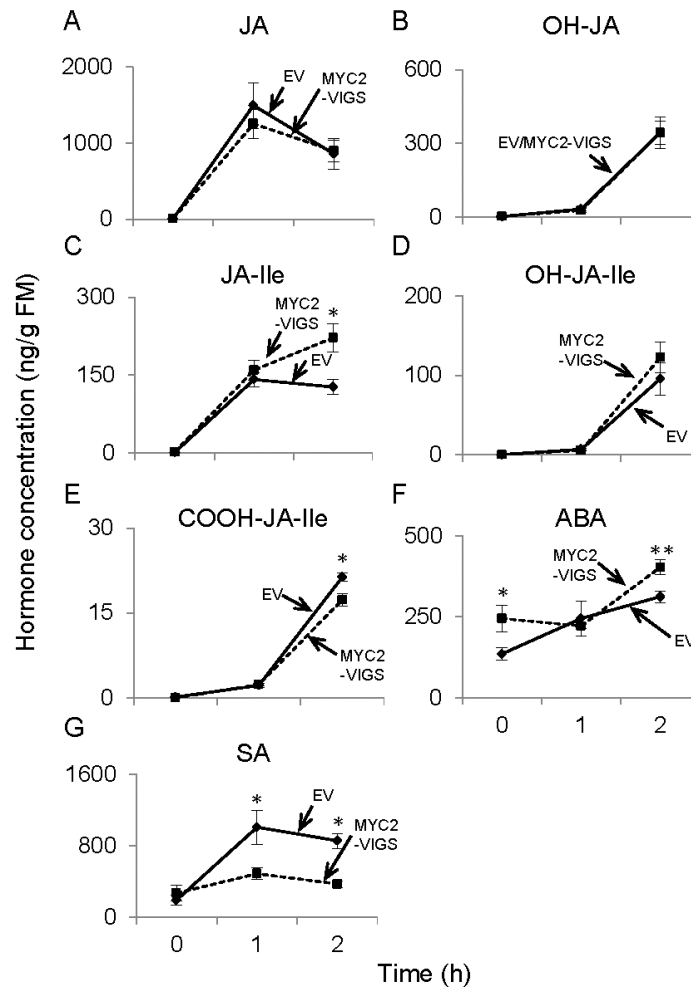 A
JA
2000
1000
0
EV
MYC2
-VIGS
B
OH-JA
600
300
0
EV/MYC2-VIGS
C
JA-Ile
300
150
0
MYC2
-VIGS
*
EV
D
OH-JA-Ile
200
100
0
MYC2
-VIGS
EV
E
COOH-JA-Ile
30
15
0
*
EV
MYC2
-VIGS
F
ABA
500
250
0
*
MYC2
-VIGS
**
EV
0 1 2
G
SA
1600
800
0
*
EV
*
MYC2
-VIGS
0 1 2
Hormone concentration (ng/g FM)
Time (h)